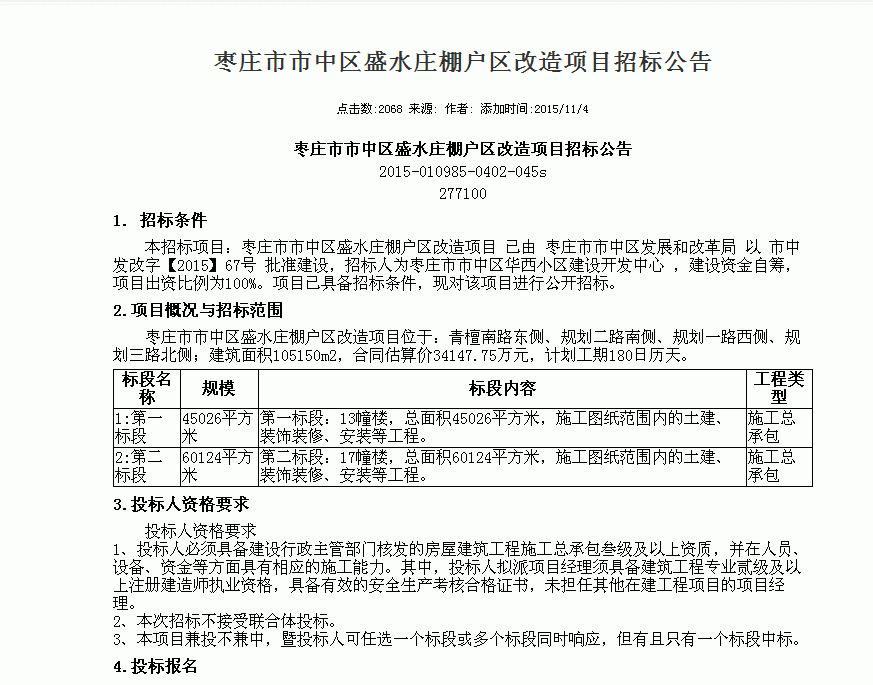 枣庄市市中区盛水庄棚户区改造项目招标公告
点击数:2068 来源: 作者: 添加时间:2015/11/4
枣庄市市中区盛水庄棚户区改造项目招标公告
2015-010985-0402-045s
277100
1. 招标条件
本招标项目: 枣庄市市中区盛水庄棚户区改造项目 已由 枣庄市市中区发展和改革局 以 市中
发改字【2015】67号 批准建设，招标人为枣庄市市中区华西小区建设开发中心 ，建设资金自筹，
项目出资比例为100%。项目已具备招标条件，现对该项目进行公开招标。
2.项目概况与招标范围
枣庄市市中区盛水庄棚户区改造项目位于: 青檀南路东侧、规划二路南侧、规划一路西侧、规
划三路北侧; 建筑面积105150m2，合同估算价34147.75万元，计划工期180日历天。
标段名称 规模 标段内容 工程类型
1:第一 45026平方 第一标段: 13幢楼，总面积45026平方米，施工图纸范围内的土建、 施工总
标段 米 装饰装修、安装等工程。 承包
2:第二 60124平方 第二标段: 17幢楼，总面积60124平方米，施工图纸范围内的土建、 施工总
标段 米 装饰装修、安装等工程。 承包
3.投标人资格要求
投标人资格要求
1、投标人必须具备建设行政主管部门核发的房屋建筑工程施工总承包叁级及以上资质，并在人员、
设备、资金等方面具有相应的施工能力。其中，投标人拟派项目经理须具备建筑工程专业贰级及以
上注册建造师执业资格，具备有效的安全生产考核合格证书，未担任其他在建工程项目的项目经
理。
2、本次招标不接受联合体投标。
3、本项目兼投不兼中，暨投标人可任选一个标段或多个标段同时响应，但有且只有一个标段中标。
4.投标报名